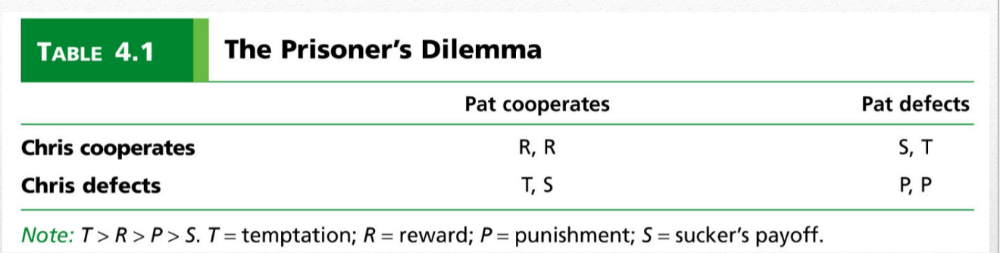 TABLE 4.1 The Prisoner's Dilemma
Pat cooperates Pat defects
Chris cooperates R, R S, T
Chris defects T, S P, P
Note: T > R > P > S. T = temptation; R = reward; P = punishment; S = sucker's payoff.